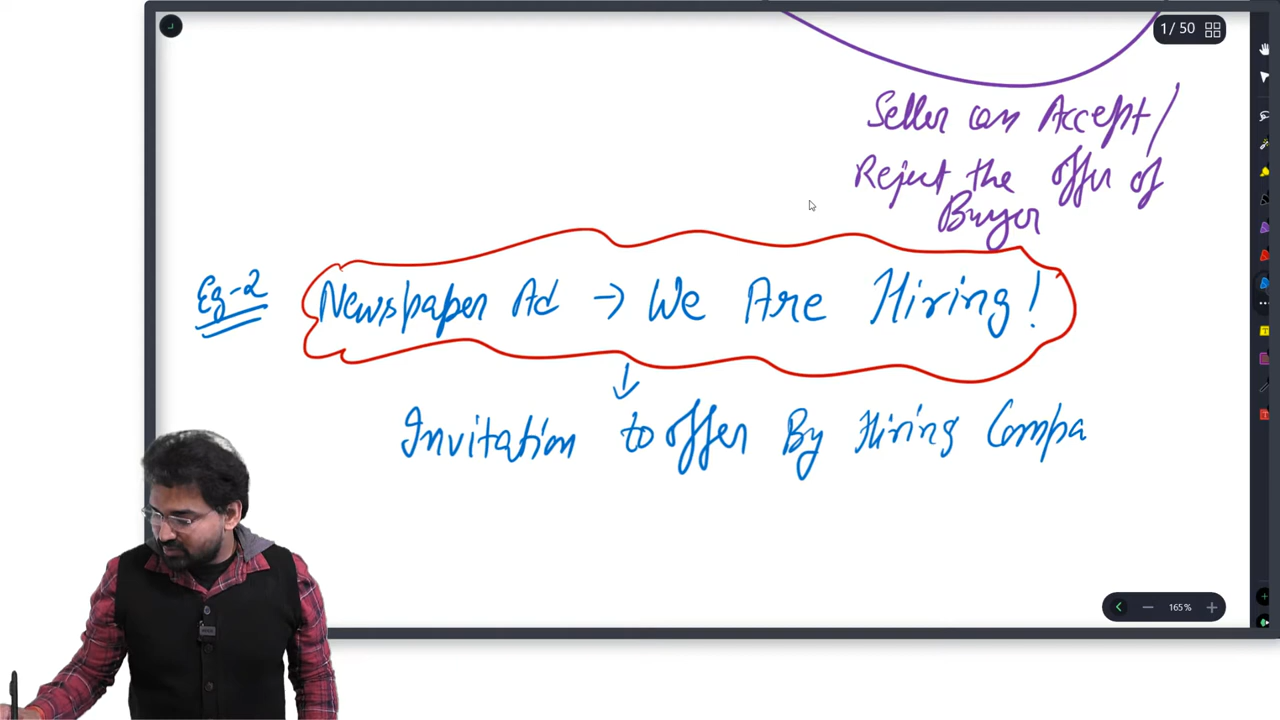 1/ 50
Seller can Accept/
Reject the offer of
Buyer
Eg-2 Newspaper Ad → We Are Hiring!
↓
Invitation to offer By Hiring Compa
165%